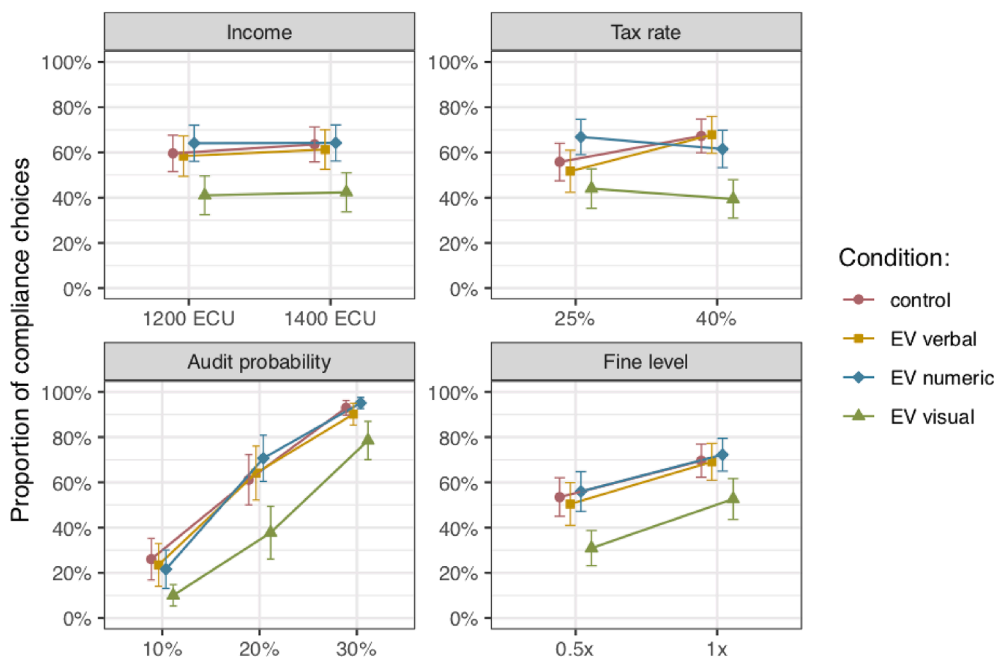 Proportion of compliance choices
Income
100%
80%
60%
40%
20%
0%
1200 ECU 1400 ECU
Tax rate
100%
80%
60%
40%
20%
0%
25% 40%
Audit probability
100%
80%
60%
40%
20%
0%
10% 20% 30%
Fine level
100%
80%
60%
40%
20%
0%
0.5x 1x
Condition:
control
EV verbal
EV numeric
EV visual